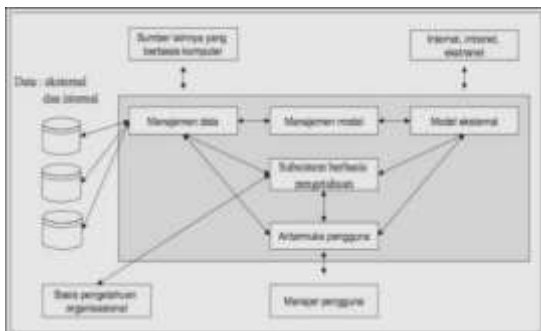 Sumber lainnya yang
berbasis komputer
Internet, intranet,
ekstranet
Data : eksternal
dan internal
Manajemen data
Manajemen model
Model eksternal
Subsistem berbasis
pengetahuan
Antarmuka pengguna
Basis pengetahuan
organisasional
Manajer pengguna